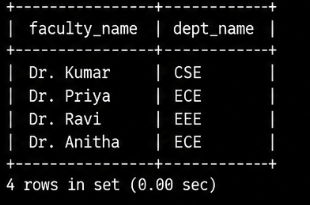 +----------------+-----------+
| faculty_name | dept_name |
+----------------+-----------+
| Dr. Kumar | CSE |
| Dr. Priya | ECE |
| Dr. Ravi | EEE |
| Dr. Anitha | ECE |
+----------------+-----------+
4 rows in set (0.00 sec)